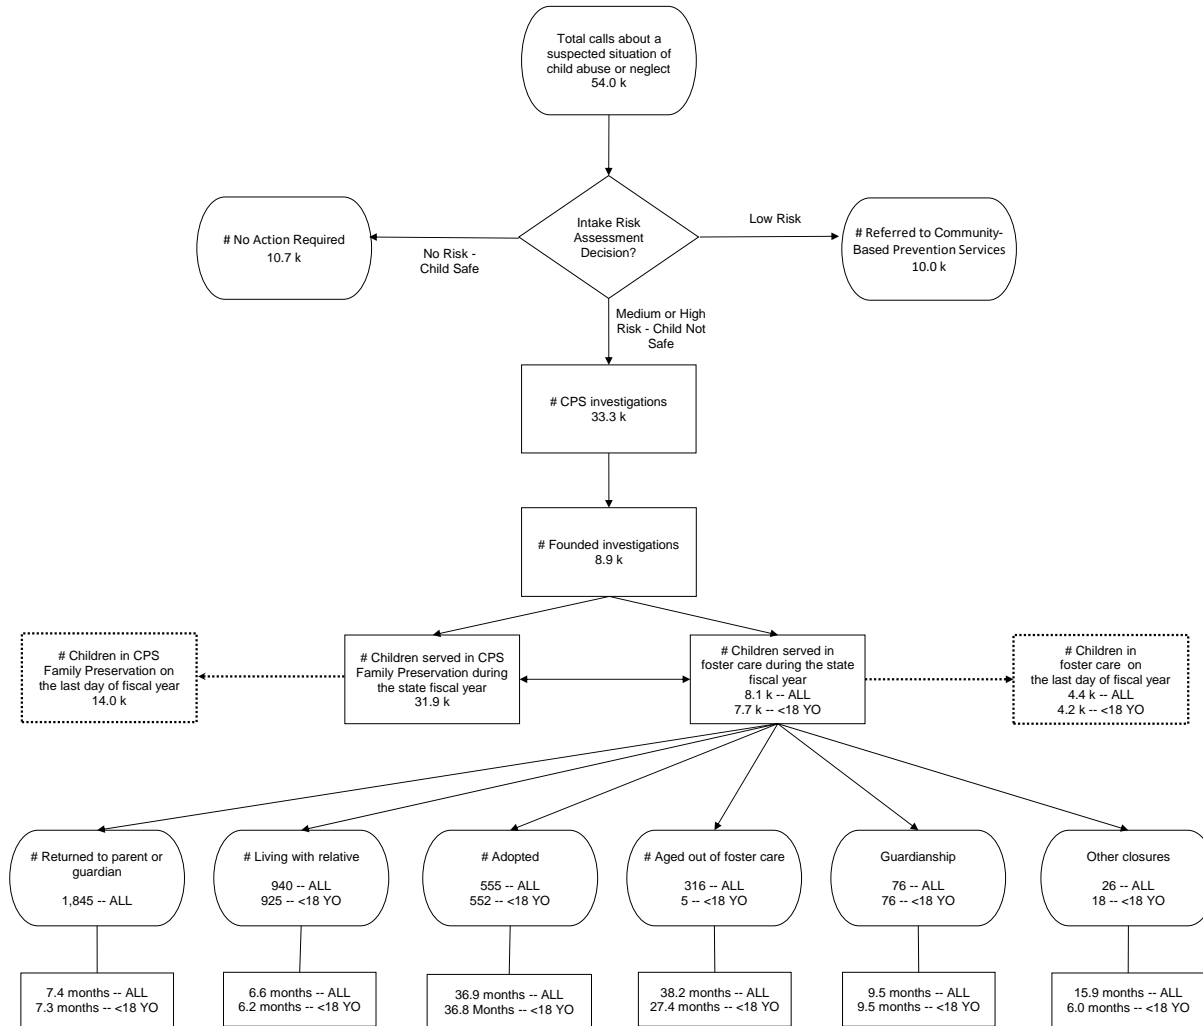 Total calls about a
suspected situation of
child abuse or neglect
54.0 k
Intake Risk
Assessment
Decision?
# No Action Required
10.7 k
No Risk -
Child Safe
Low Risk
# Referred to Community-
Based Prevention Services
10.0 k
Medium or High
Risk - Child Not
Safe
# CPS investigations
33.3 k
# Founded investigations
8.9 k
# Children in CPS
Family Preservation on
the last day of fiscal year
14.0 k
# Children served in CPS
Family Preservation during
the state fiscal year
31.9 k
# Children served in
foster care during the state
fiscal year
8.1 k -- ALL
7.7 k -- <18 YO
# Children in
foster care  on
the last day of fiscal year
4.4 k -- ALL
4.2 k -- <18 YO
# Returned to parent or
guardian
1,845 -- ALL
# Living with relative
940 -- ALL
925 -- <18 YO
# Adopted
555 -- ALL
552 -- <18 YO
# Aged out of foster care
316 -- ALL
5 -- <18 YO
Guardianship
76 -- ALL
76 -- <18 YO
Other closures
26 -- ALL
18 -- <18 YO
7.4 months -- ALL
7.3 months -- <18 YO
6.6 months -- ALL
6.2 months -- <18 YO
36.9 months -- ALL
36.8 Months -- <18 YO
38.2 months -- ALL
27.4 months -- <18 YO
9.5 months -- ALL
9.5 months -- <18 YO
15.9 months -- ALL
6.0 months -- <18 YO